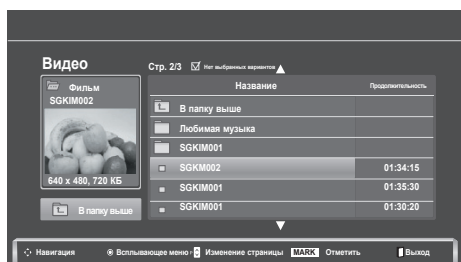 Видео
Стр. 2/3 Нет выбранных вариантов
Фильм
SGKIM002
640 x 480, 720 КБ
В папку выше
Название Продолжительность
В папку выше
Любимая музыка
SGKIM001
SGKM002 01:34:15
SGKIM001 01:35:30
SGKIM001 01:30:20
Навигация Всплывающее меню Изменение страницы MARK Отметить Выход